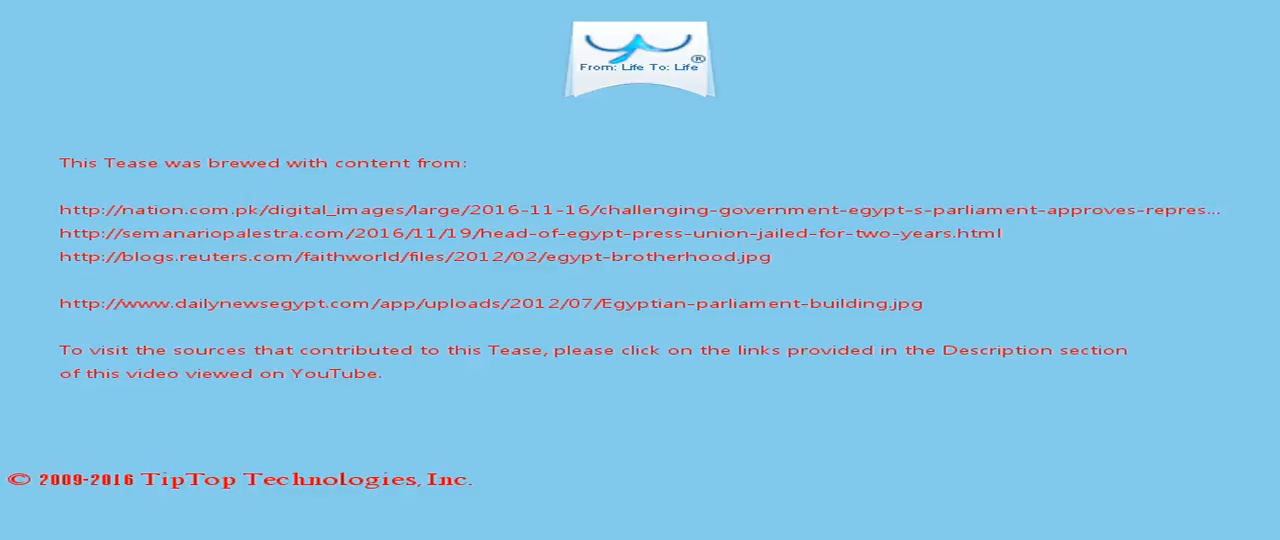 From: Life To: Life®
This Tease was brewed with content from:
http://nation.com.pk/digital_images/large/2016-11-16/challenging-government-egypt-s-parliament-approves-repres...
http://semanariopalestra.com/2016/11/19/head-of-egypt-press-union-jailed-for-two-years.html
http://blogs.reuters.com/faithworld/files/2012/02/egypt-brotherhood.jpg
http://www.dailynewsegypt.com/app/uploads/2012/07/Egyptian-parliament-building.jpg
To visit the sources that contributed to this Tease, please click on the links provided in the Description section
of this video viewed on YouTube.
© 2009-2016 TipTop Technologies, Inc.